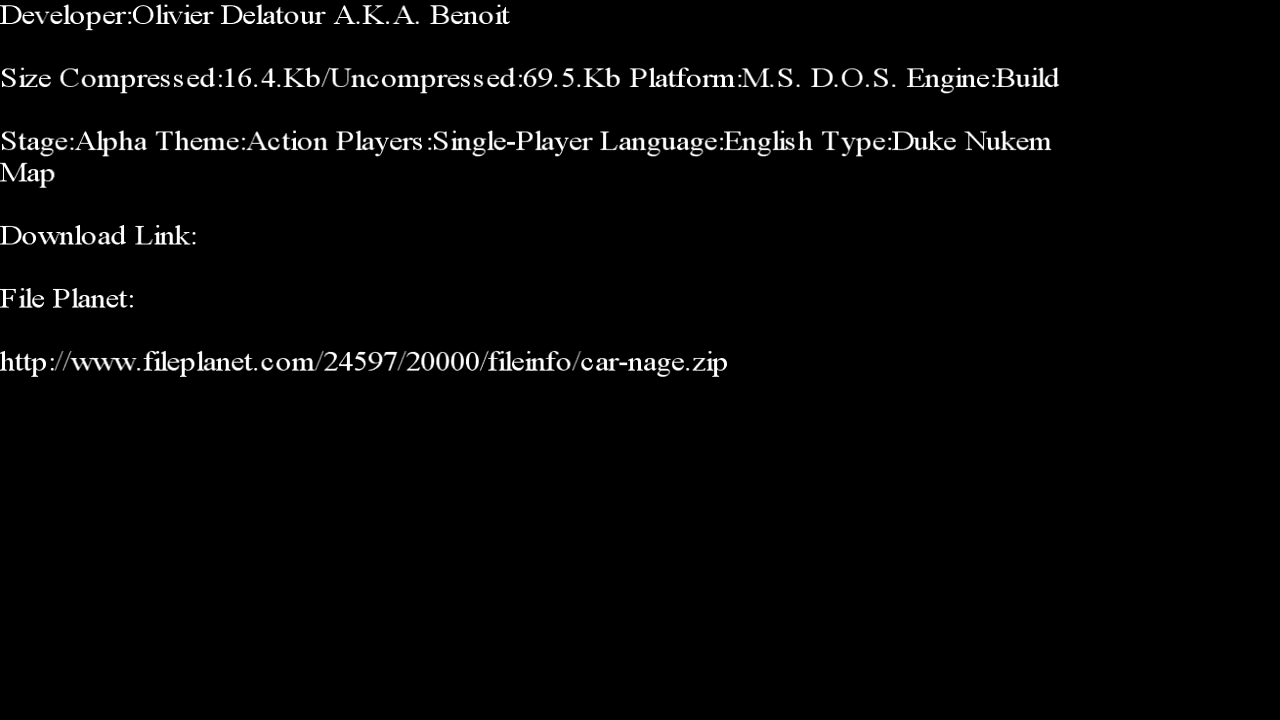 Developer:Olivier Delatour A.K.A. Benoit
Size Compressed:16.4.Kb/Uncompressed:69.5.Kb Platform:M.S. D.O.S. Engine:Build
Stage:Alpha Theme:Action Players:Single-Player Language:English Type:Duke Nukem
Map
Download Link:
File Planet:
http://www.fileplanet.com/24597/20000/fileinfo/car-nage.zip